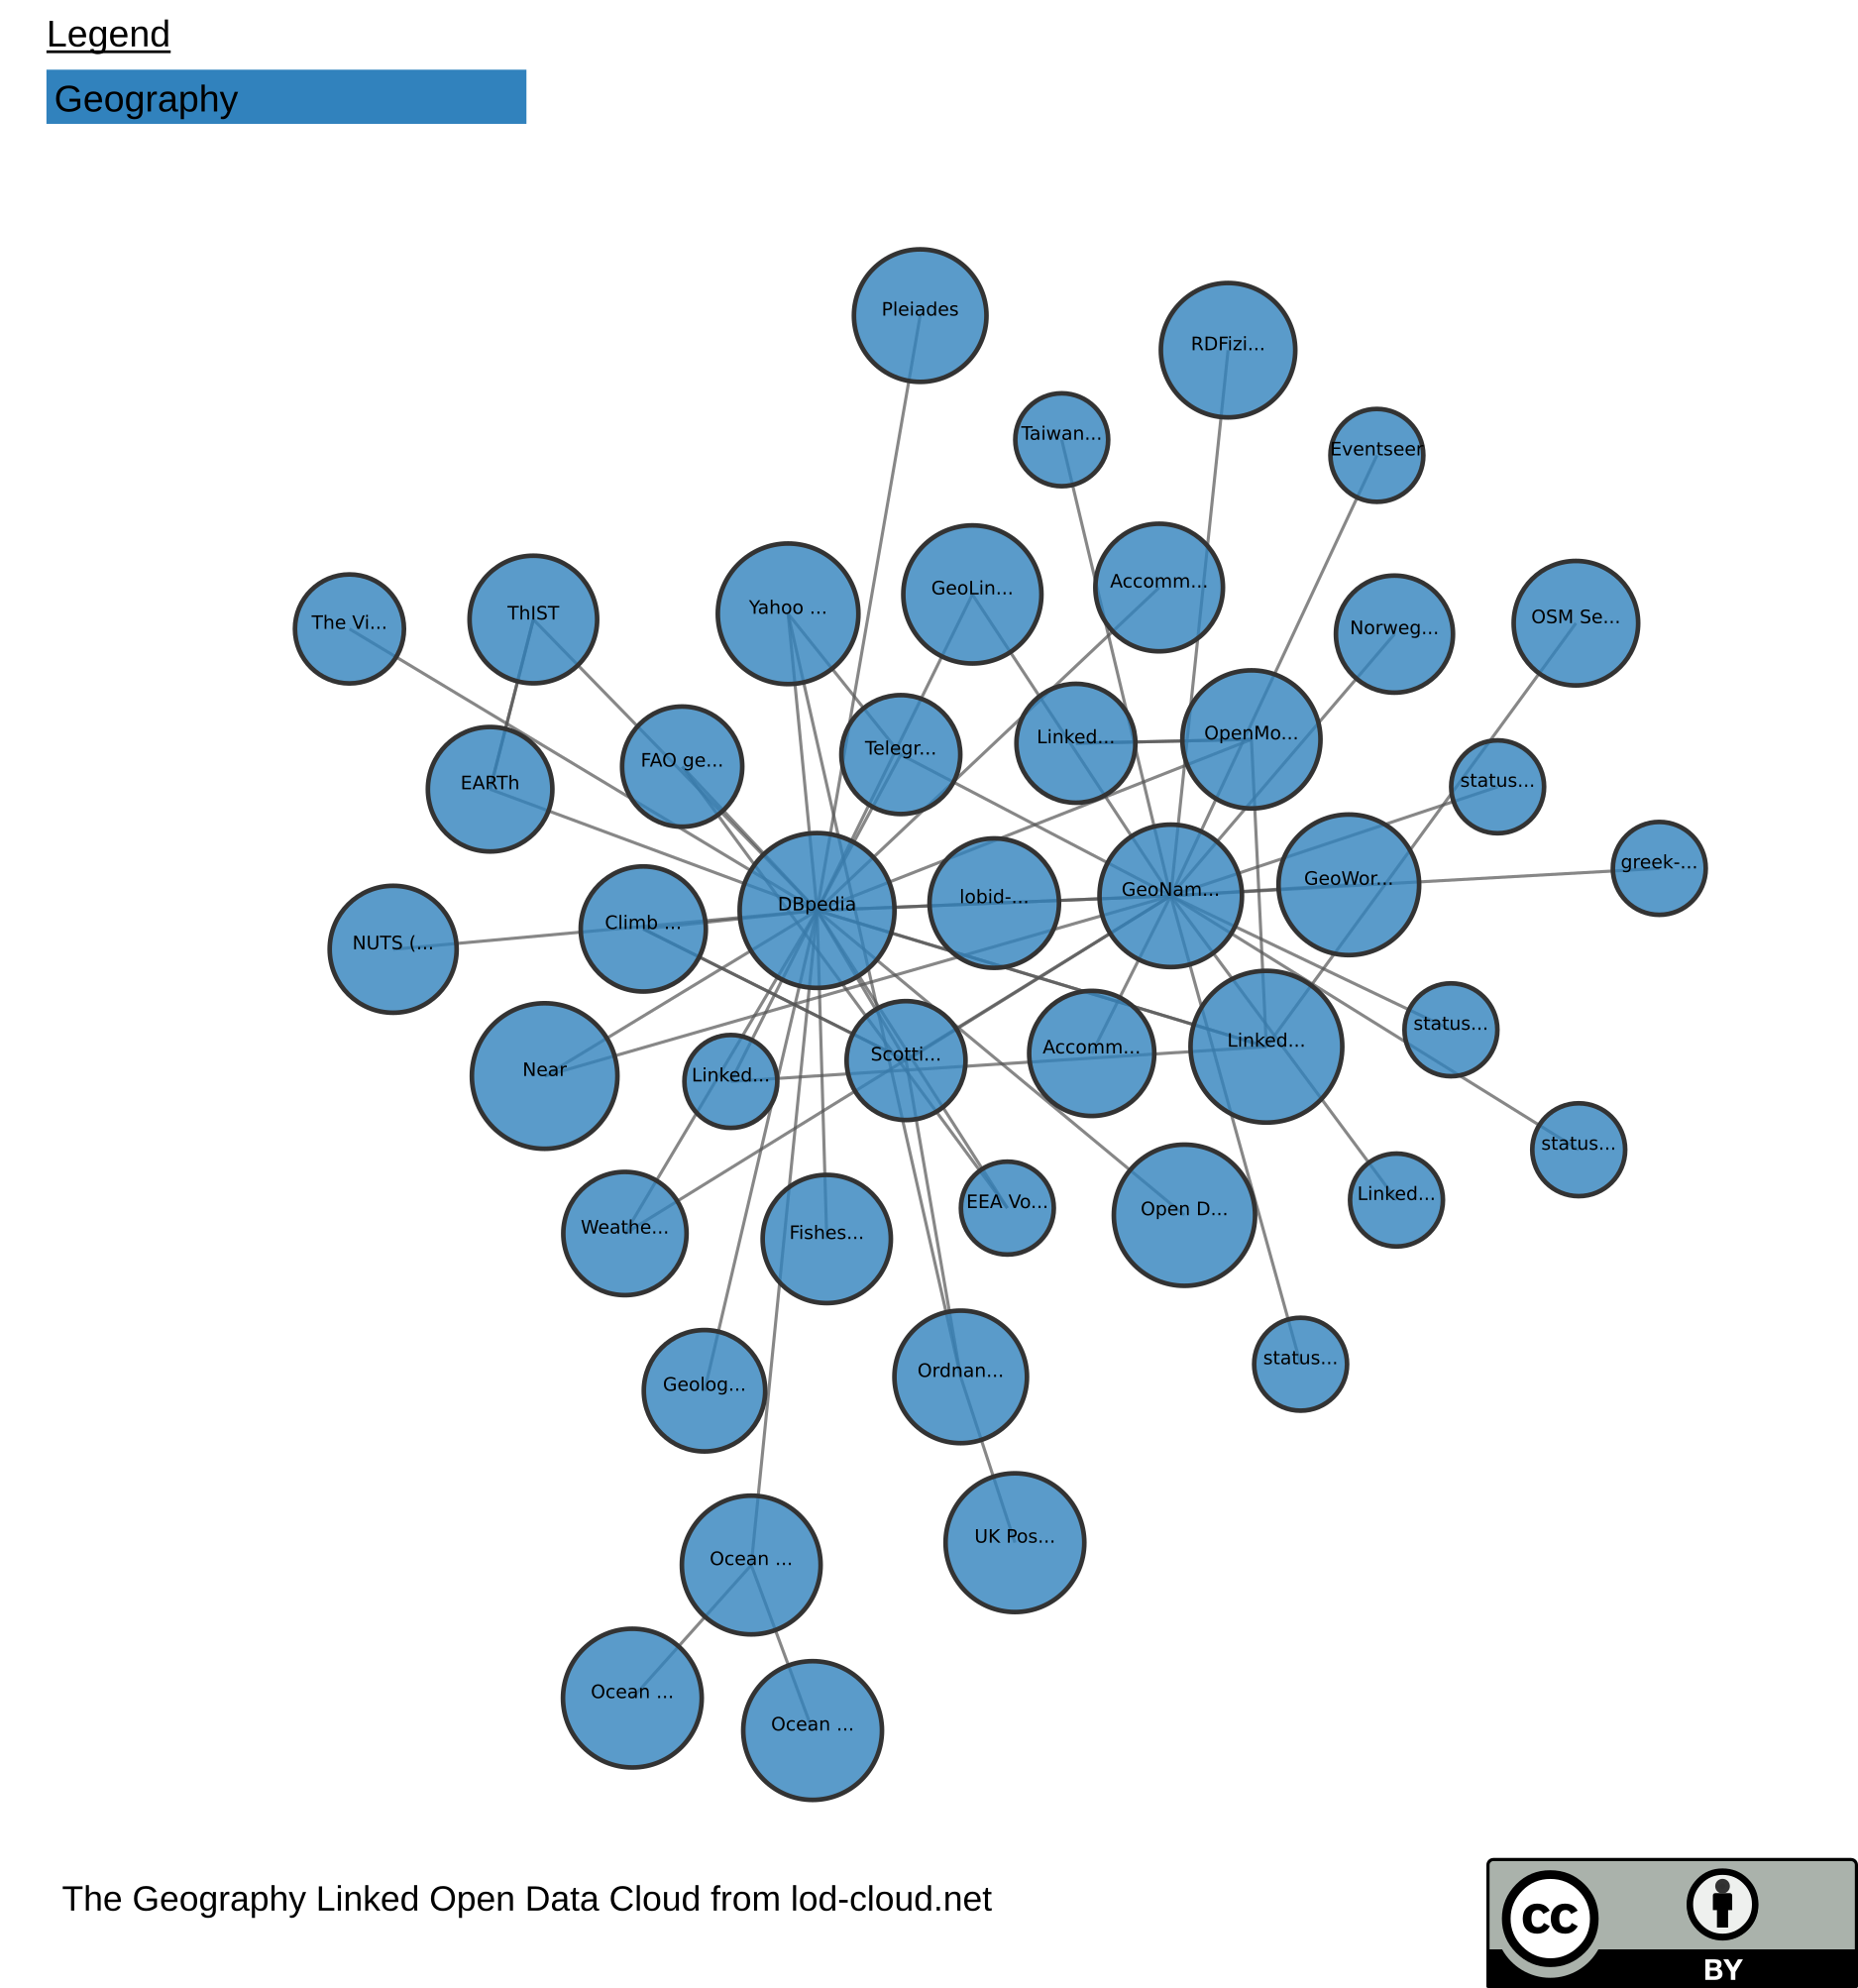 Legend
Geography
Pleiades
RDFizi...
Taiwan...
Eventseer
Accomm...
GeoLin...
Yahoo ...
ThIST
OSM Se...
The Vi...
Norweg...
OpenMo...
Linked...
Telegr...
FAO ge...
status...
EARTh
greek-...
GeoWor...
GeoNam...
lobid-...
DBpedia
Climb ...
NUTS (...
status...
Linked...
Accomm...
Scotti...
Near
Linked...
status...
Linked...
EEA Vo...
Open D...
Weathe...
Fishes...
status...
Ordnan...
Geolog...
UK Pos...
Ocean ...
Ocean ...
Ocean ...
The Geography Linked Open Data Cloud from lod-cloud.net
cc
BY